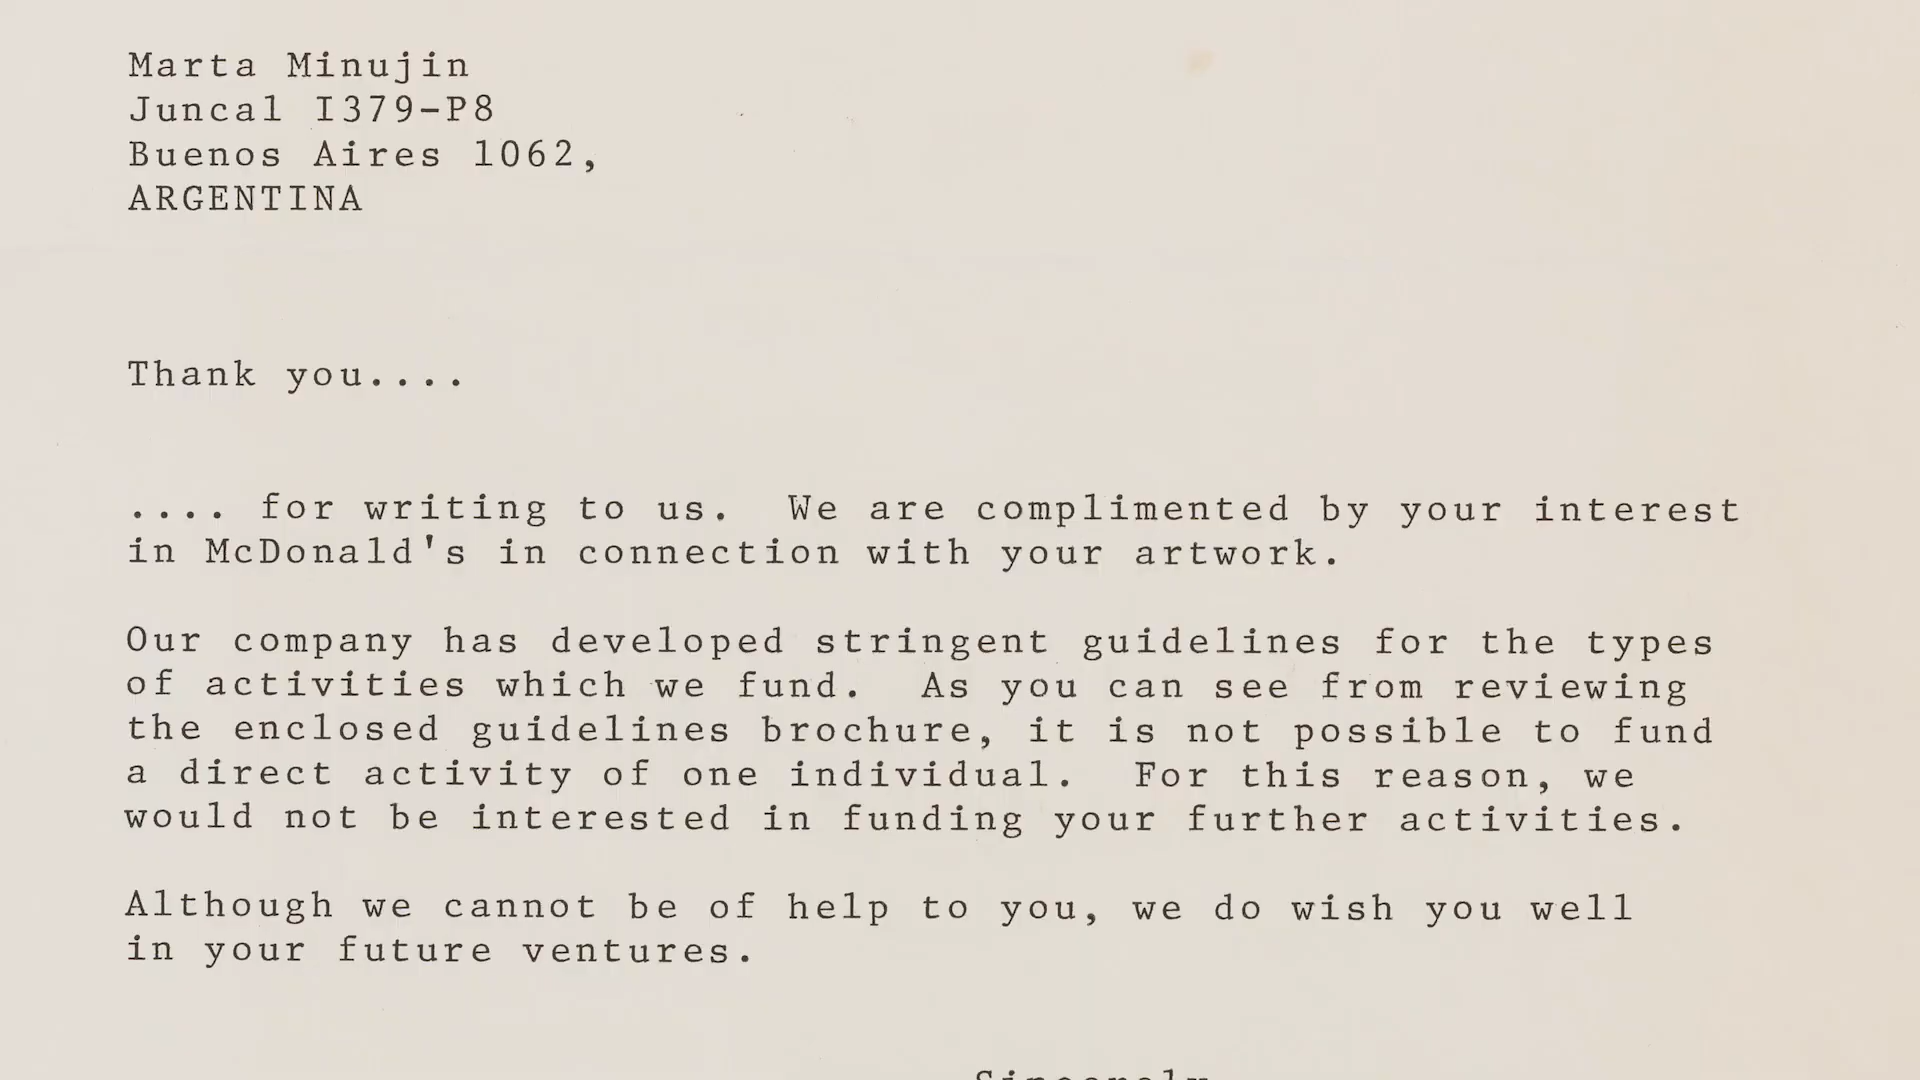 Marta Minujin
Juncal I379-P8
Buenos Aires 1062,
ARGENTINA
Thank you....
.... for writing to us. We are complimented by your interest
in McDonald's in connection with your artwork.
Our company has developed stringent guidelines for the types
of activities which we fund. As you can see from reviewing
the enclosed guidelines brochure, it is not possible to fund
a direct activity of one individual. For this reason, we
would not be interested in funding your further activities.
Although we cannot be of help to you, we do wish you well
in your future ventures.
Sincerely